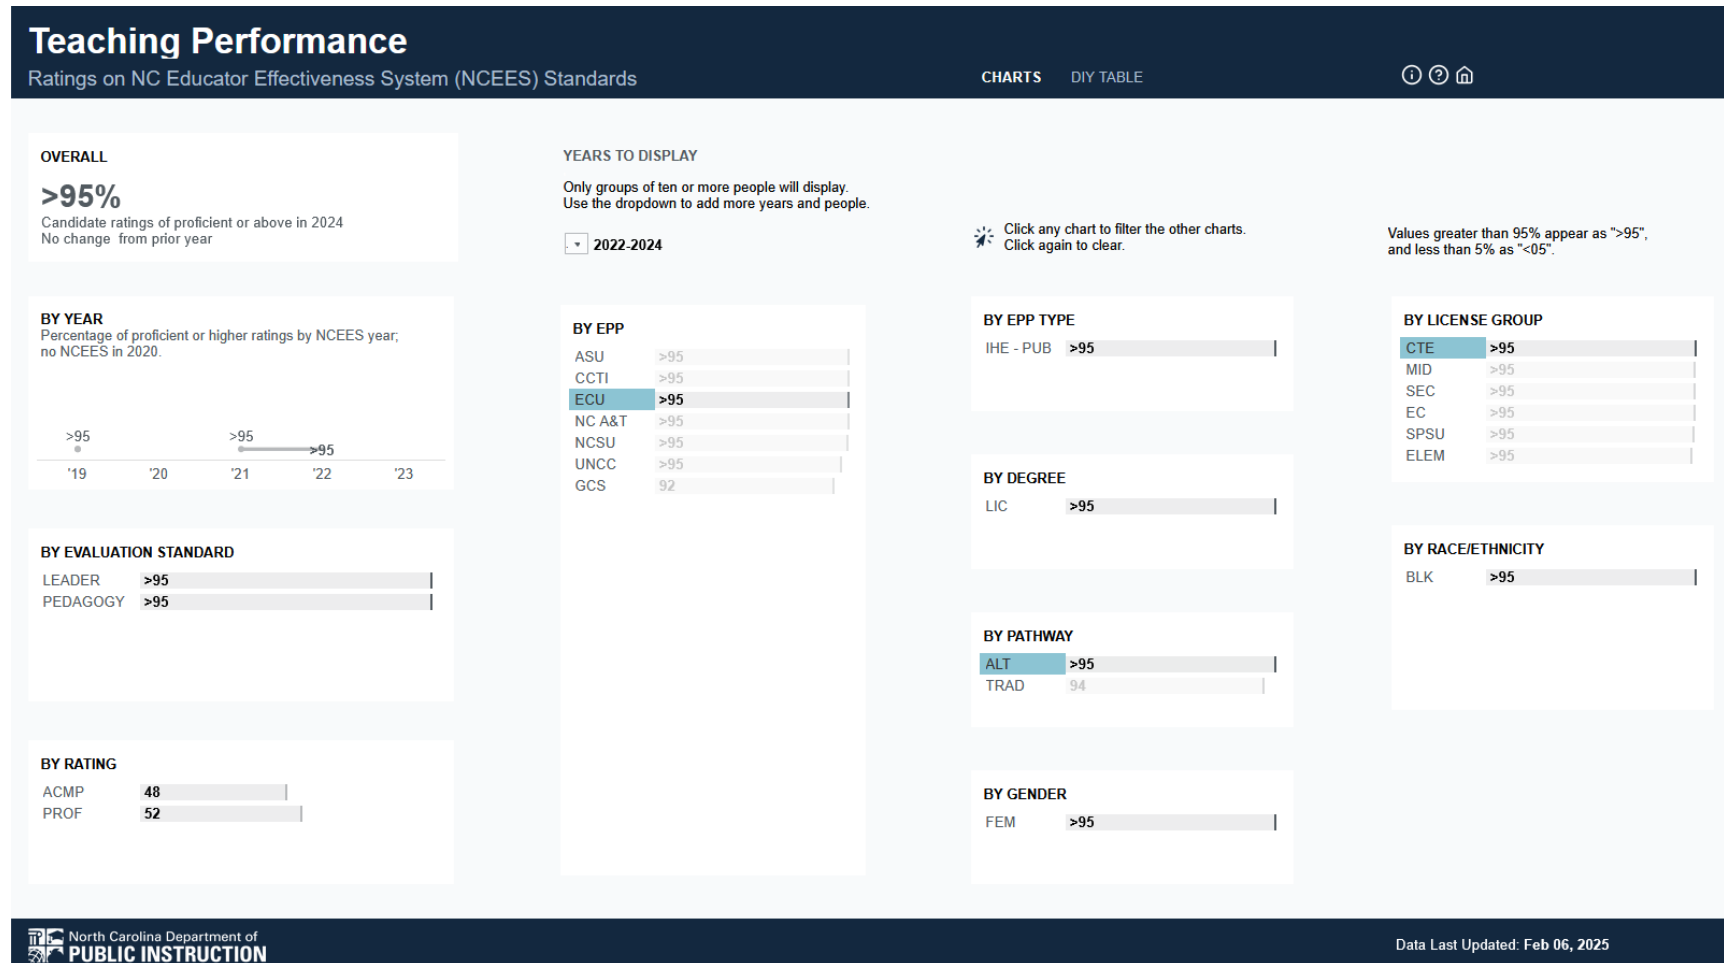 Teaching Performance
Ratings on NC Educator Effectiveness System (NCEES) Standards
CHARTS DIY TABLE
OVERALL
>95%
Candidate ratings of proficient or above in 2024
No change from prior year
YEARS TO DISPLAY
Only groups of ten or more people will display.
Use the dropdown to add more years and people.
2022-2024
Click any chart to filter the other charts.
Click again to clear.
Values greater than 95% appear as ">95",
and less than 5% as "<05".
BY YEAR
Percentage of proficient or higher ratings by NCEES year;
no NCEES in 2020.
>95 >95 >95
'19 '20 '21 '22 '23
BY EVALUATION STANDARD
LEADER >95
PEDAGOGY >95
BY RATING
ACMP 48
PROF 52
BY EPP
ASU >95
CCTI >95
ECU >95
NC A&T >95
NCSU >95
UNCC >95
GCS 92
BY EPP TYPE
IHE - PUB >95
BY DEGREE
LIC >95
BY PATHWAY
ALT >95
TRAD 94
BY GENDER
FEM >95
BY LICENSE GROUP
CTE >95
MID >95
SEC >95
EC >95
SPSU >95
ELEM >95
BY RACE/ETHNICITY
BLK >95
North Carolina Department of
PUBLIC INSTRUCTION
Data Last Updated: Feb 06, 2025